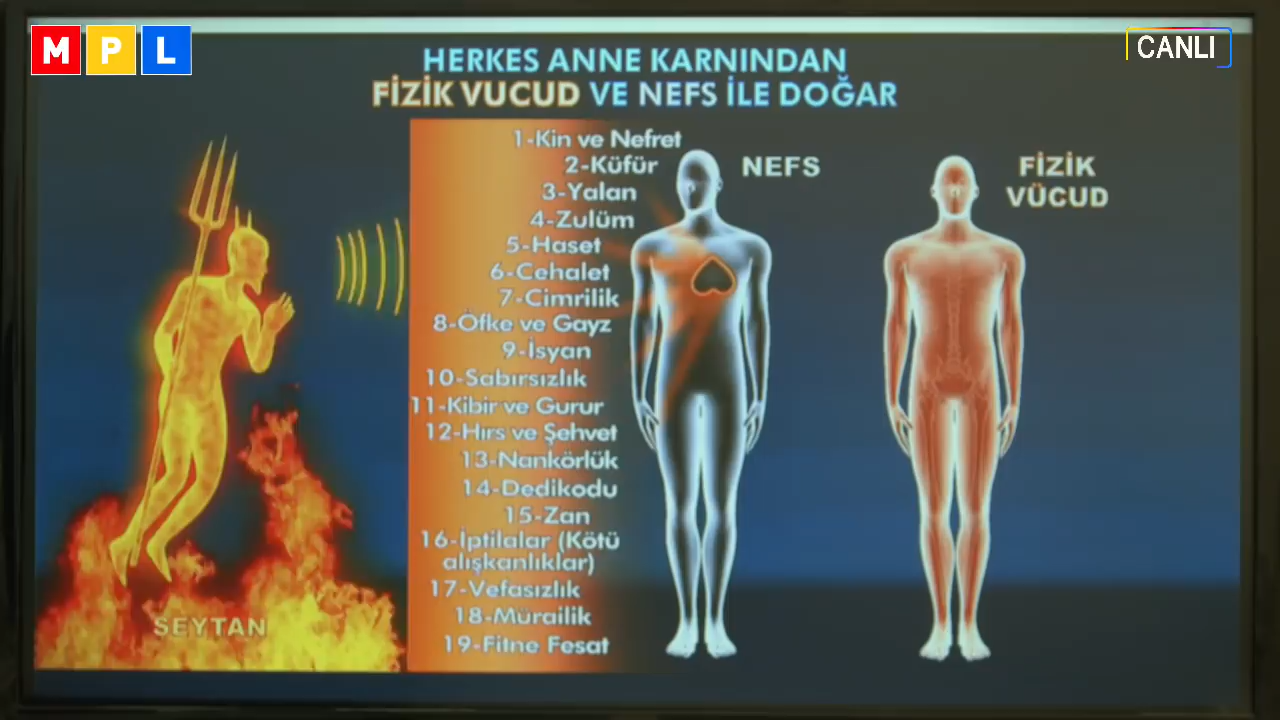 MPL
CANLI
HERKES ANNE KARNINDAN
FİZİK VUCUD VE NEFS İLE DOĞAR
1-Kin ve Nefret
2-Küfür
3-Yalan
4-Zulüm
5-Haset
6-Cehalet
7-Cimrilik
8-Öfke ve Gayz
9-İsyan
10-Sabırsızlık
11-Kibir ve Gurur
12-Hırs ve Şehvet
13-Nankörlük
14-Dedikodu
15-Zan
16-İptilalar (Kötü
alışkanlıklar)
17-Vefasızlık
18-Mürailik
19-Fitne Fesat
NEFS
FİZİK
VÜCUD
SEYTAN